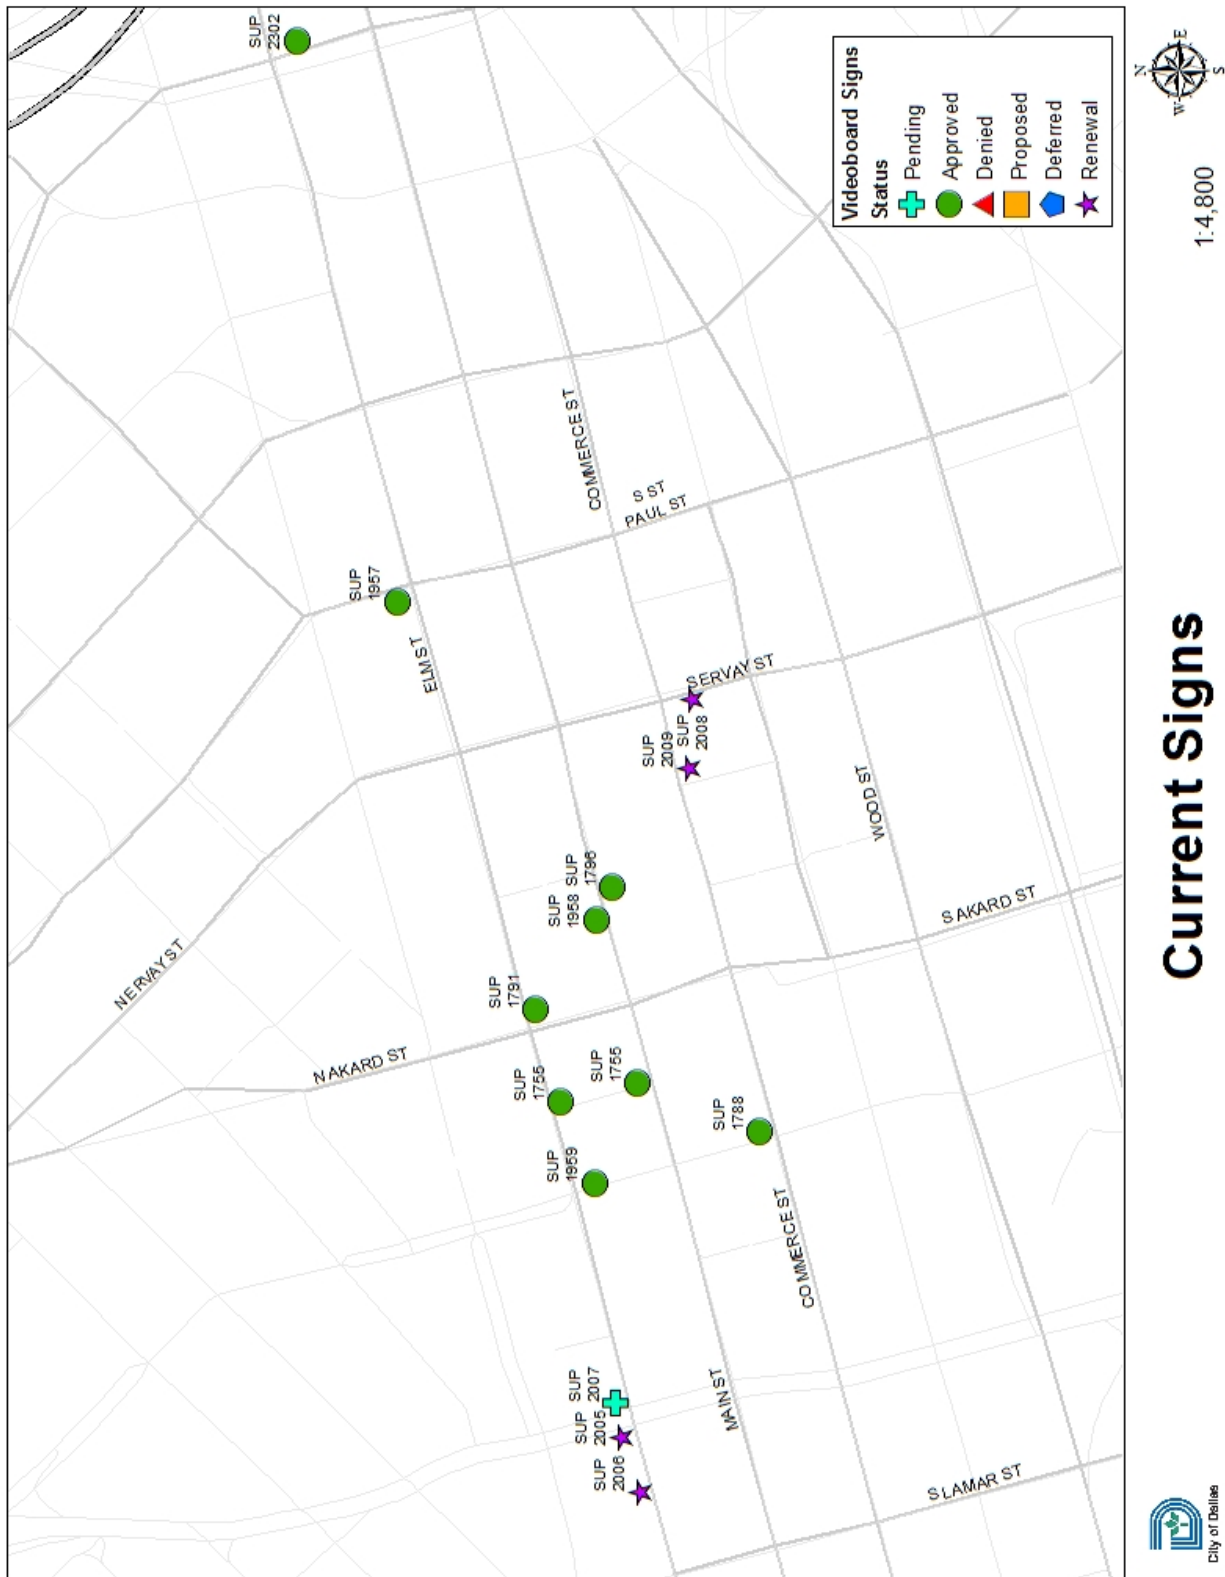 SUP
2302
SUP
1957
ELM ST
COMMERCE ST
S ST
PAUL ST
SERVAY ST
SUP
2009
SUP
2008
WOOD ST
SUP
1796
SUP
1958
S AKARD ST
NERVAY ST
SUP
1791
N AKARD ST
SUP
1755
SUP
1755
SUP
1788
SUP
1959
COMMERCE ST
SUP
2007
SUP
2005
SUP
2006
MAIN ST
S LAMAR ST
Videoboard Signs
Status
Pending
Approved
Denied
Proposed
Deferred
Renewal
N
E
S
W
1:4,800
Current Signs
City of Dallas